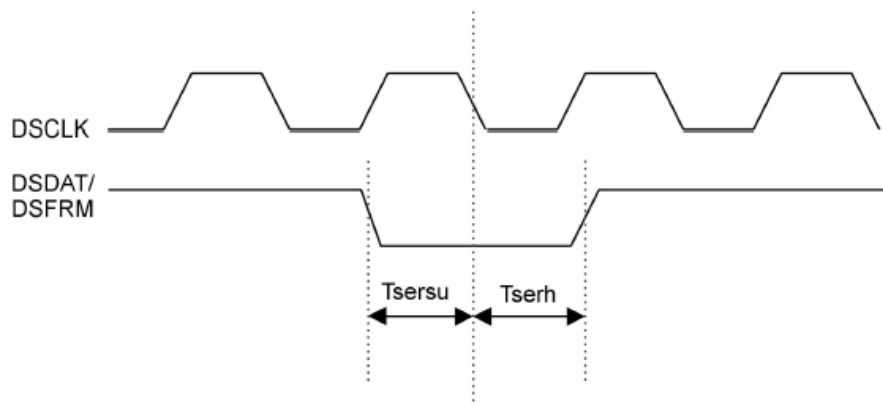 DSCLK
DSDAT/
DSFRM
Tsersu
Tserh